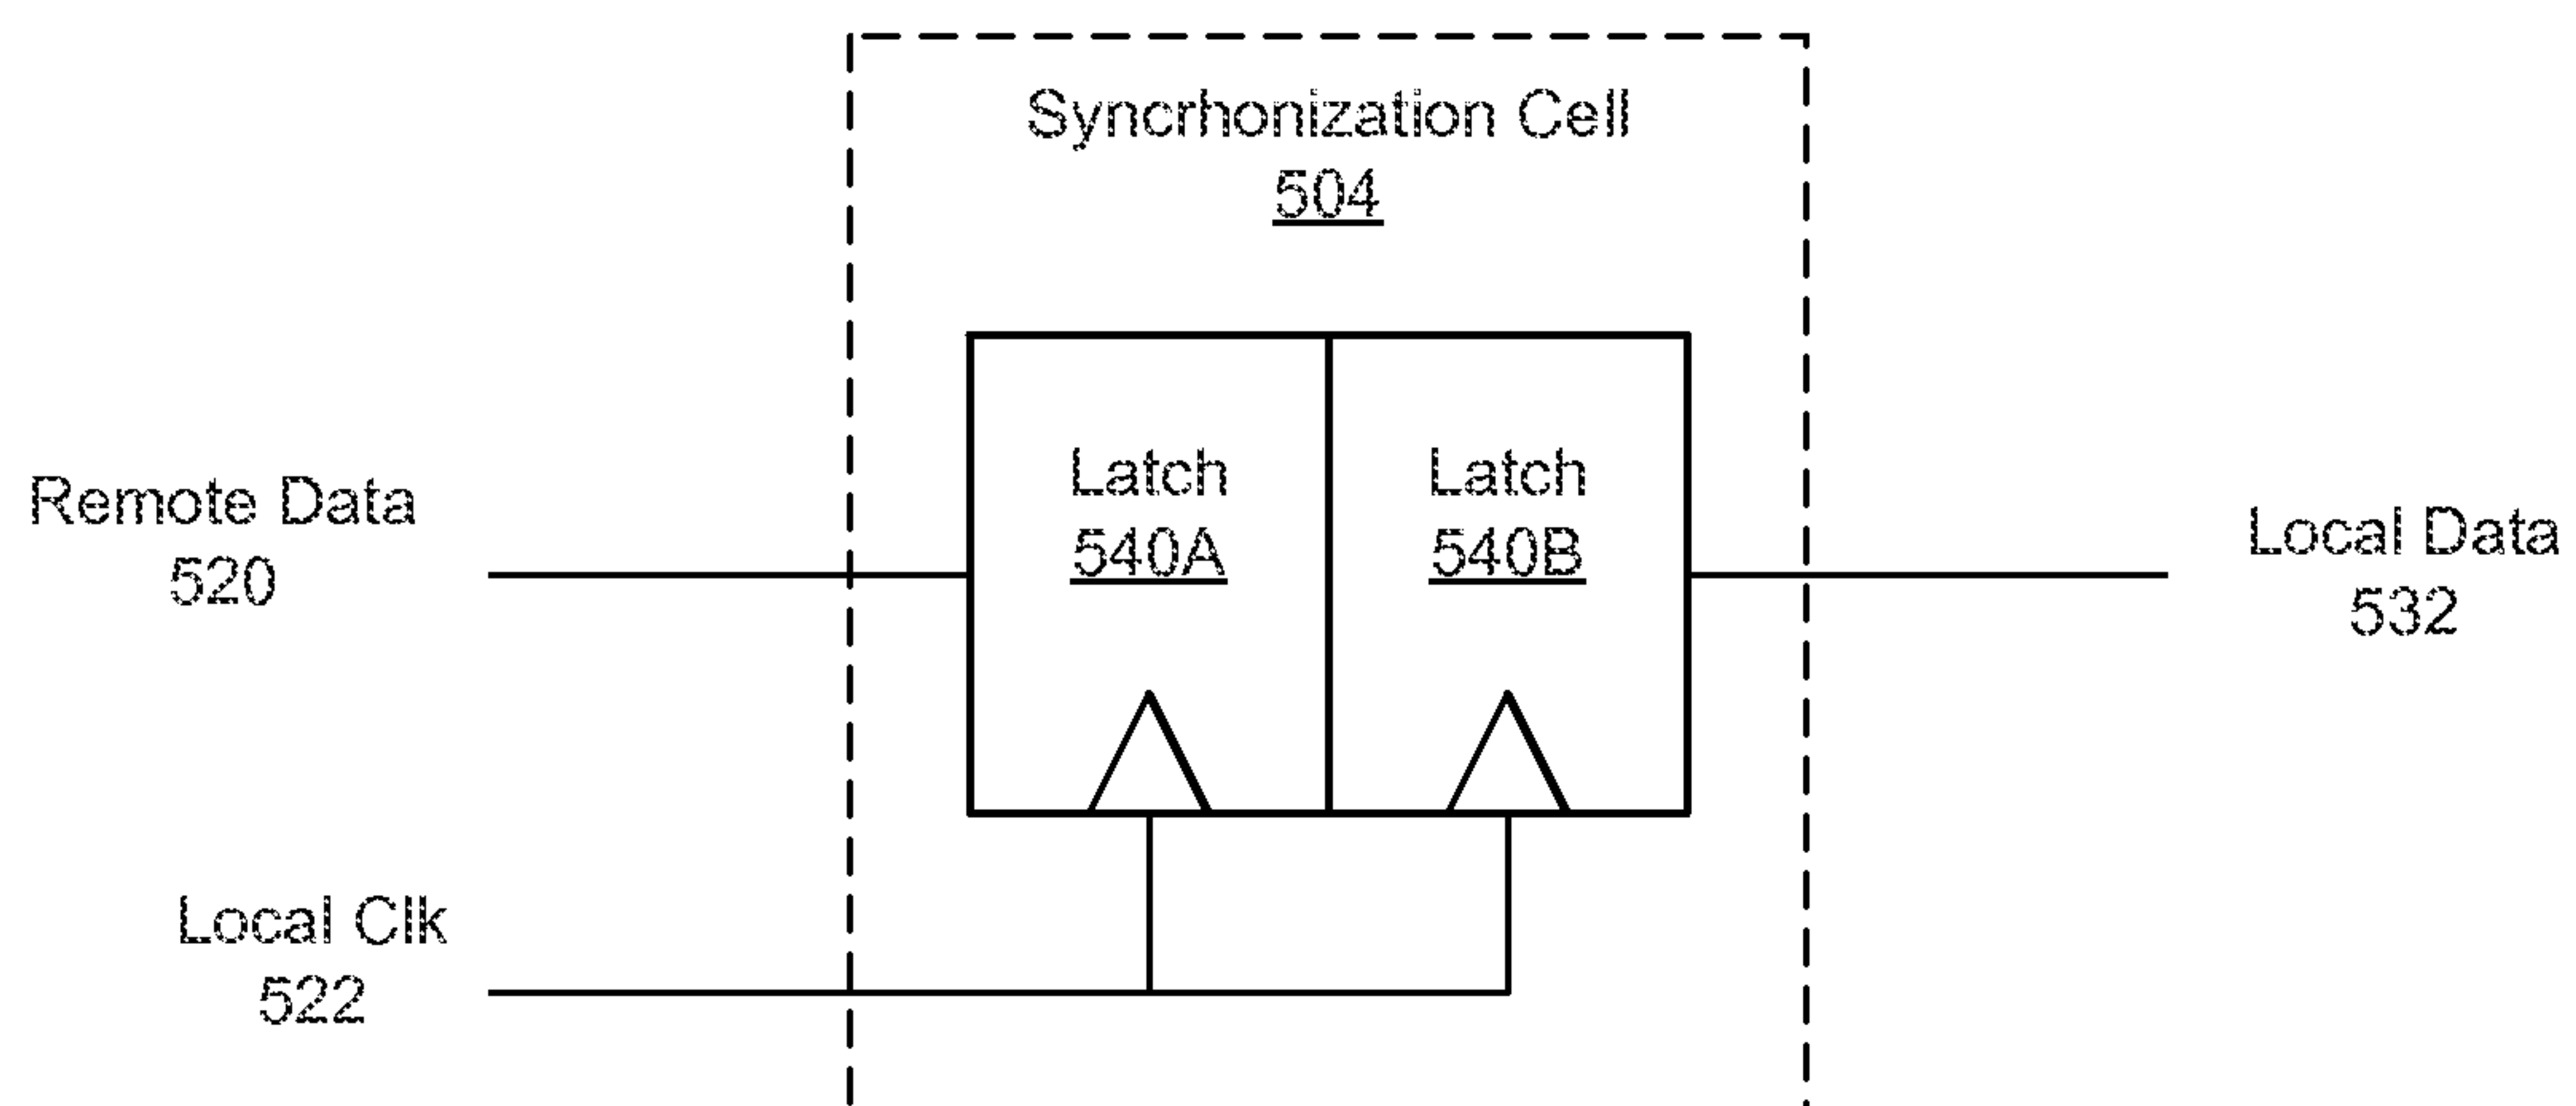 Syncrhonization Cell
504
Latch
540A
Latch
540B
Remote Data
520
Local Data
532
Local Clk
522